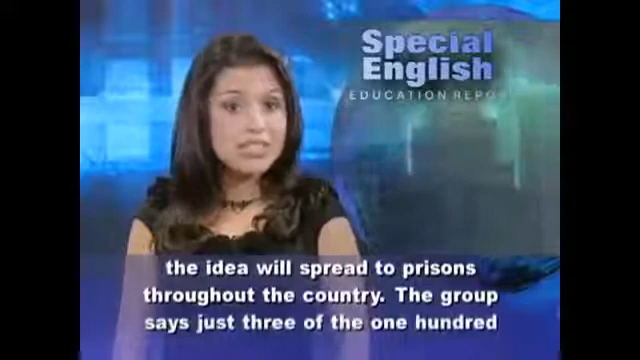 Special
English
EDUCATION REPO
the idea will spread to prisons
throughout the country. The group
says just three of the one hundred